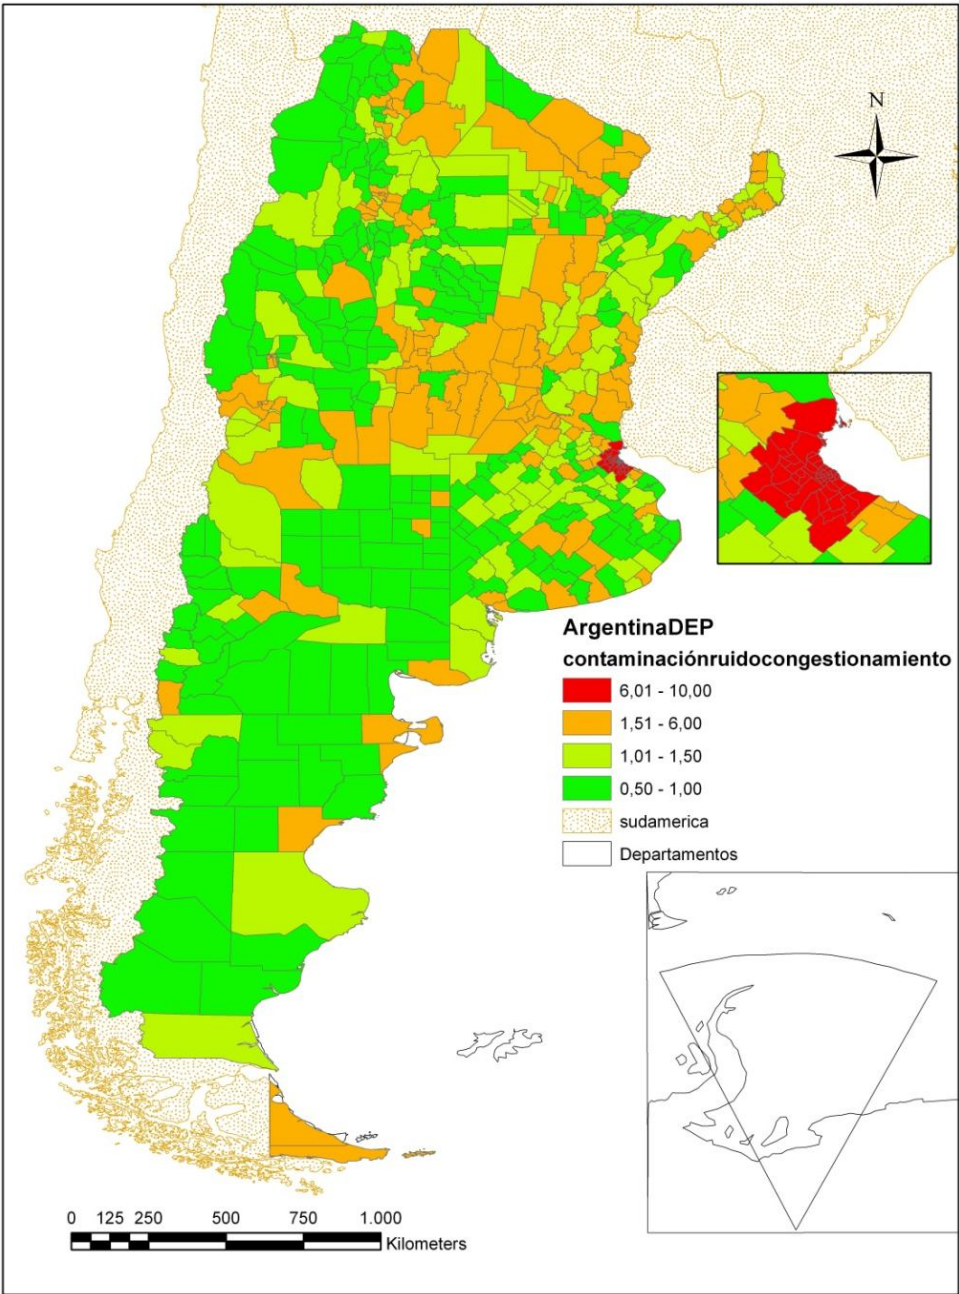 N
ArgentinaDEP
contaminaciónruidocongestionamiento
6,01 - 10,00
1,51 - 6,00
1,01 - 1,50
0,50 - 1,00
sudamerica
Departamentos
0 125 250 500 750 1.000
Kilometers